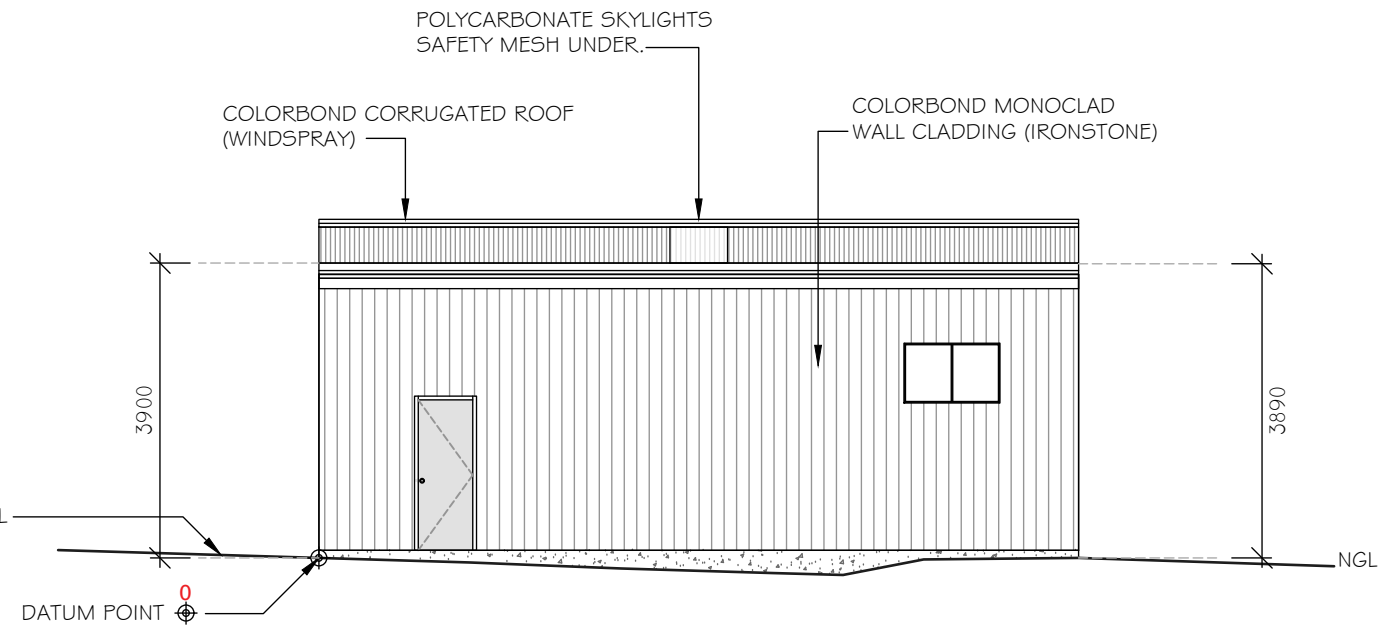 POLYCARBONATE SKYLIGHTS
SAFETY MESH UNDER.
COLORBOND CORRUGATED ROOF
(WINDSPRAY)
COLORBOND MONOCLAD
WALL CLADDING (IRONSTONE)
3900
3890
L
NGL
0
DATUM POINT